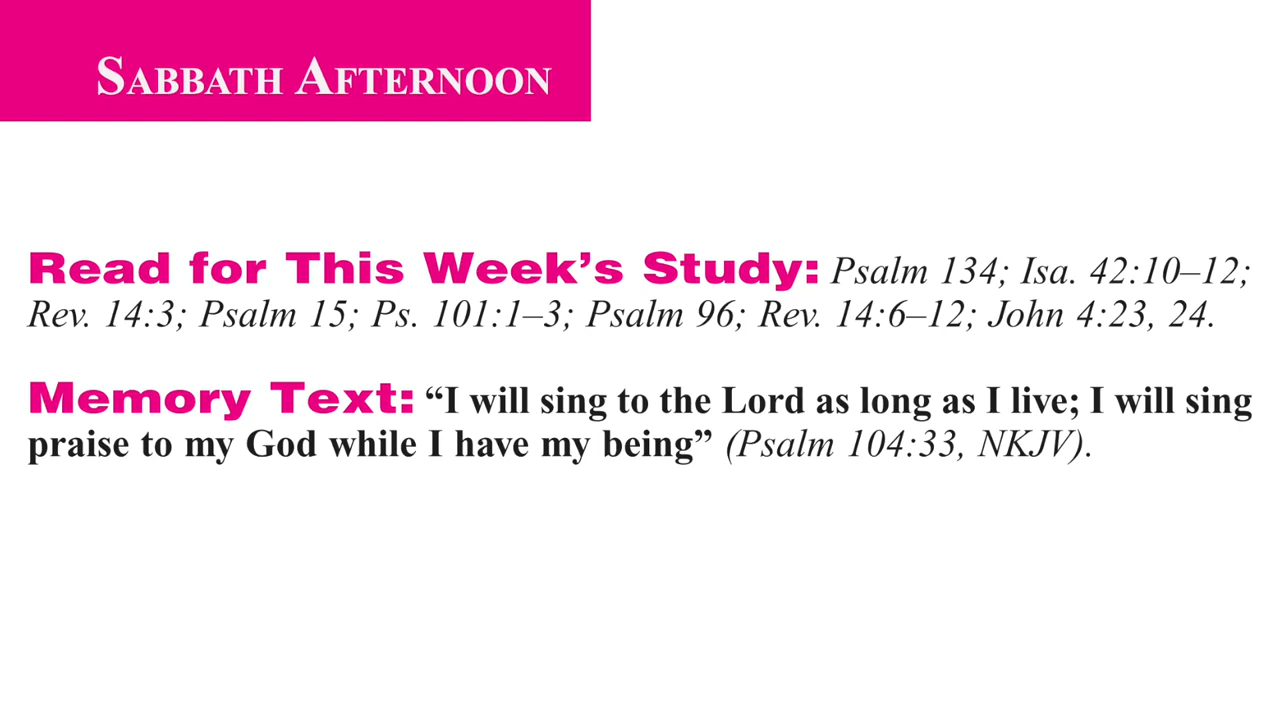 SABBATH AFTERNOON
Read for This Week’s Study: Psalm 134; Isa. 42:10–12;
Rev. 14:3; Psalm 15; Ps. 101:1–3; Psalm 96; Rev. 14:6–12; John 4:23, 24.
Memory Text: “I will sing to the Lord as long as I live; I will sing
praise to my God while I have my being” (Psalm 104:33, NKJV).